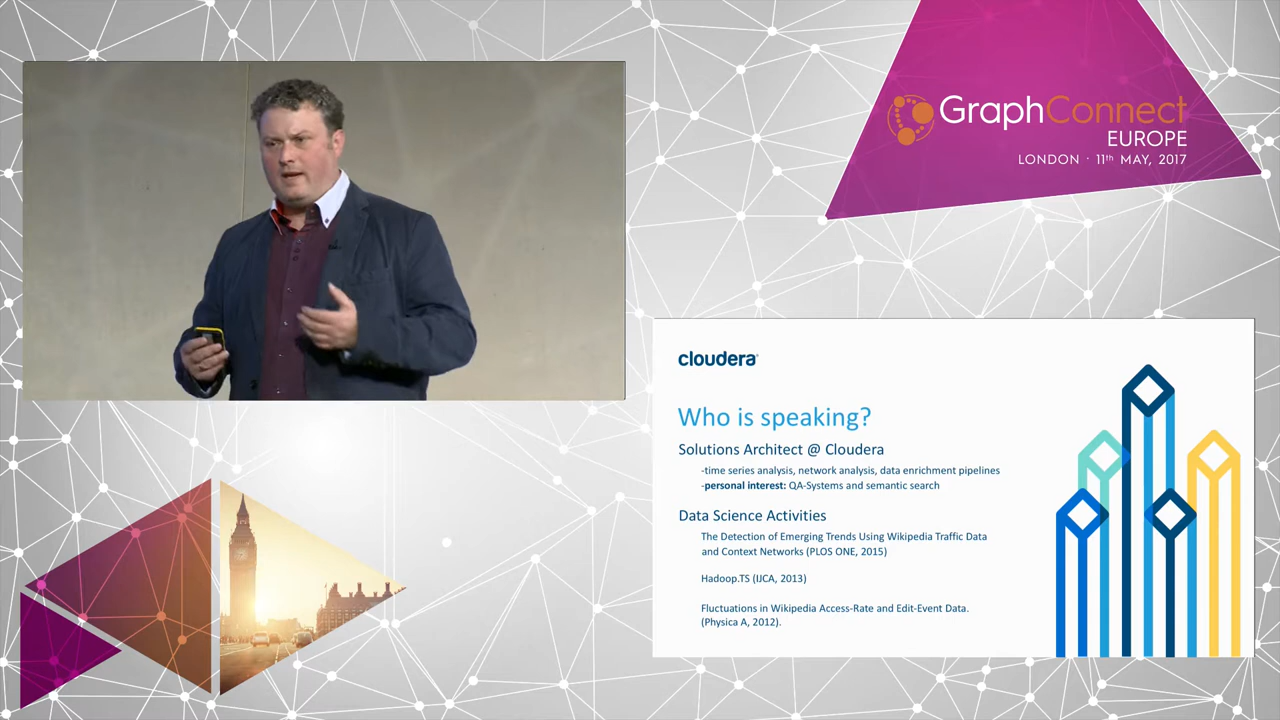 GraphConnect
EUROPE
LONDON · 11th MAY, 2017
cloudera
Who is speaking?
Solutions Architect @ Cloudera
-time series analysis, network analysis, data enrichment pipelines
-personal interest: QA-Systems and semantic search
Data Science Activities
The Detection of Emerging Trends Using Wikipedia Traffic Data
and Context Networks (PLOS ONE, 2015)
Hadoop.TS (IJCA, 2013)
Fluctuations in Wikipedia Access-Rate and Edit-Event Data.
(Physica A, 2012).